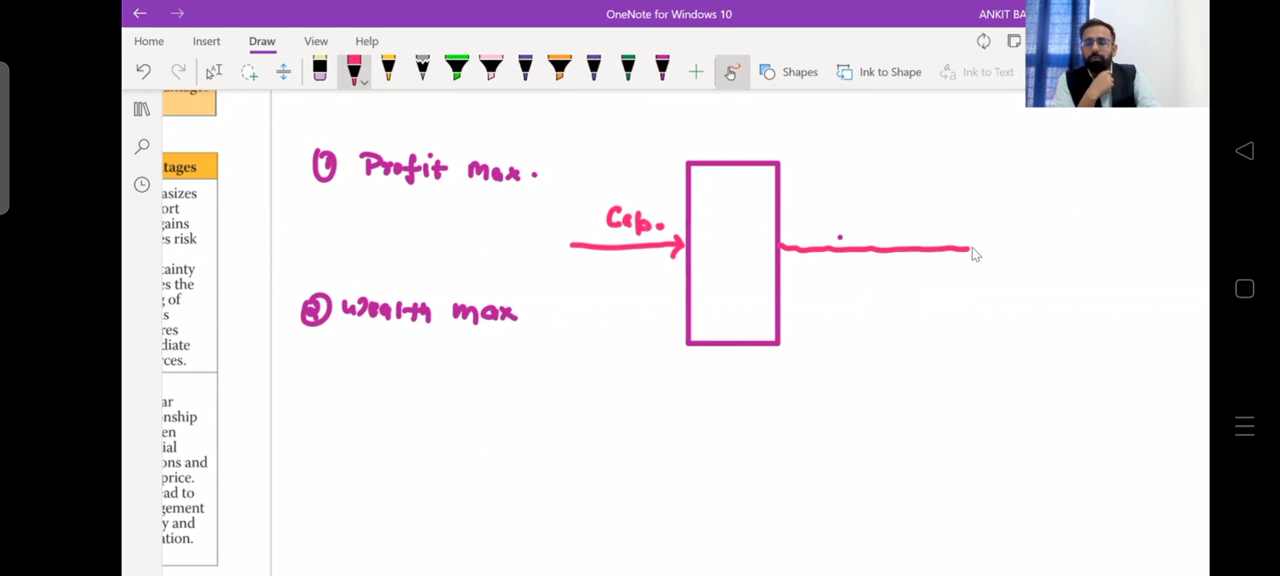 OneNote for Windows 10
ANKIT BA
Home Insert Draw View Help
Shapes Ink to Shape Ink to Text
tages
asizes
ort
gains
es risk
tainty
es the
g of
s
res
diate
rces.
ar
onship
en
ial
ons and
price.
ad to
gement
y and
ation.
① Profit max.
Cap.
② wealth max